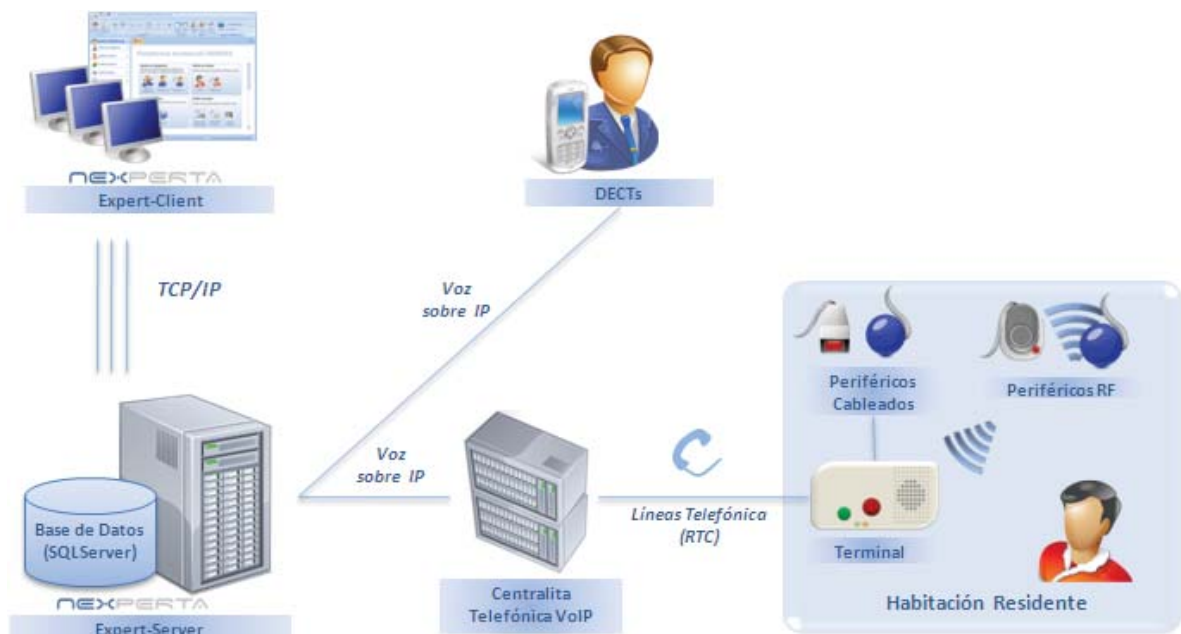 NEXPERTA
Expert-Client
TCP/IP
DECTs
Voz
sobre IP
Voz
sobre IP
Base de Datos
(SQLServer)
NEXPERTA
Expert-Server
Centralita
Telefónica VoIP
Líneas Telefónica
(RTC)
Periféricos
Cableados
Periféricos RF
Terminal
Habitación Residente